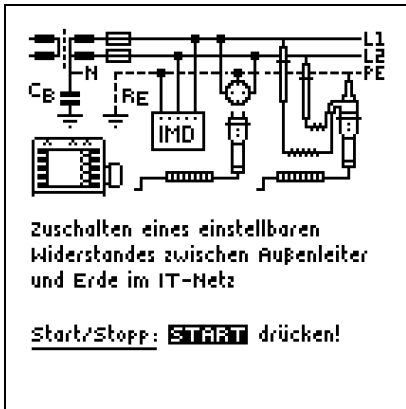 L1
L2
N
PE
CB
RE
IMD
Zuschalten eines einstellbaren
Widerstandes zwischen Außenleiter
und Erde im IT-Netz
Start/Stopp: START drücken!